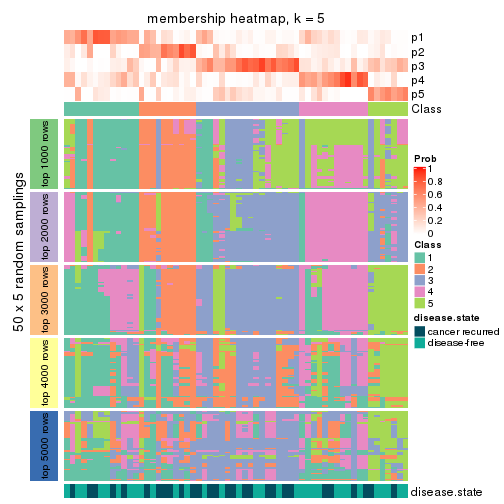 membership heatmap, k = 5
p1
p2
p3
p4
p5
Class
50 x 5 random samplings
top 1000 rows
top 2000 rows
top 3000 rows
top 4000 rows
top 5000 rows
disease.state
Prob
1
0.8
0.6
0.4
0.2
0
Class
1
2
3
4
5
disease.state
cancer recurred
disease-free